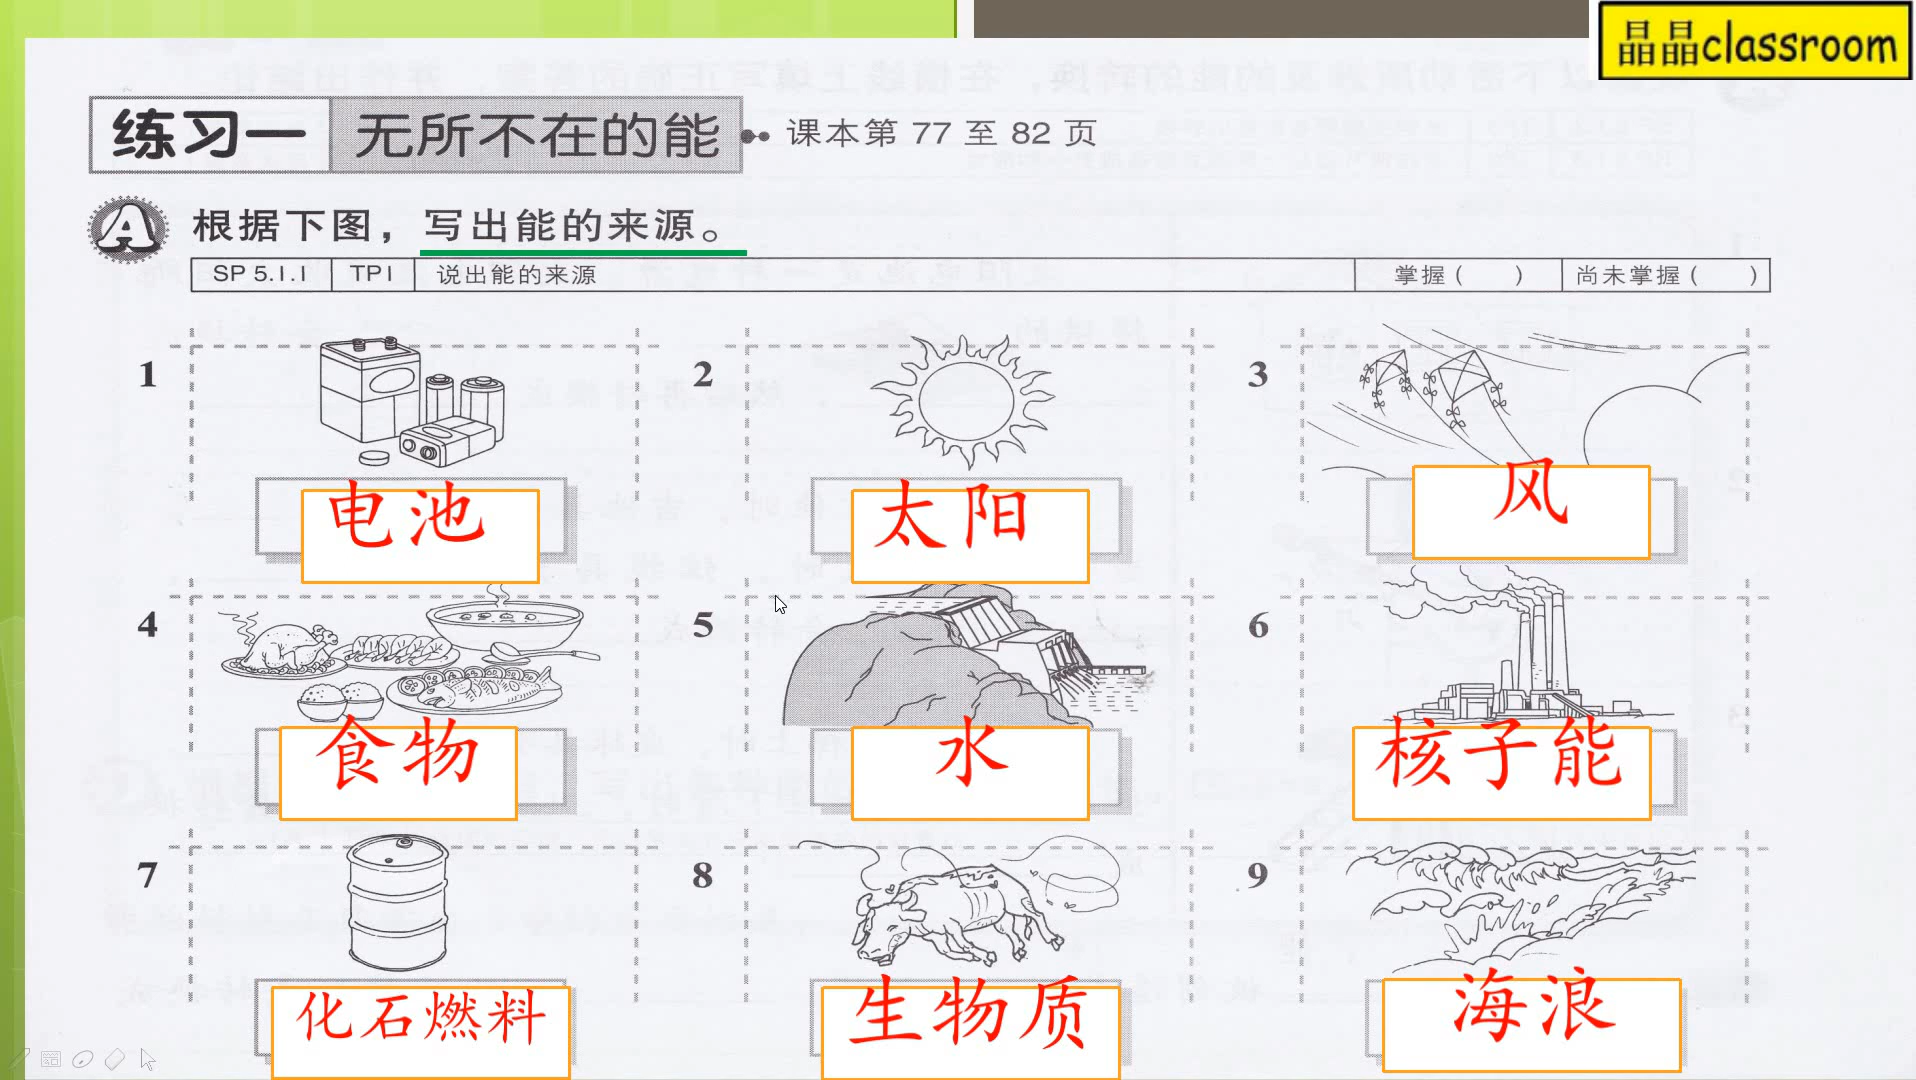 晶晶classroom
练习一 无所不在的能 课本第 77 至 82 页
A 根据下图，写出能的来源。
SP 5.1.1 TP1 说出能的来源 掌握（ ） 尚未掌握（ ）
1 2 3
电池 太阳 风
4 5 6
食物 水 核子能
7 8 9
化石燃料 生物质 海浪